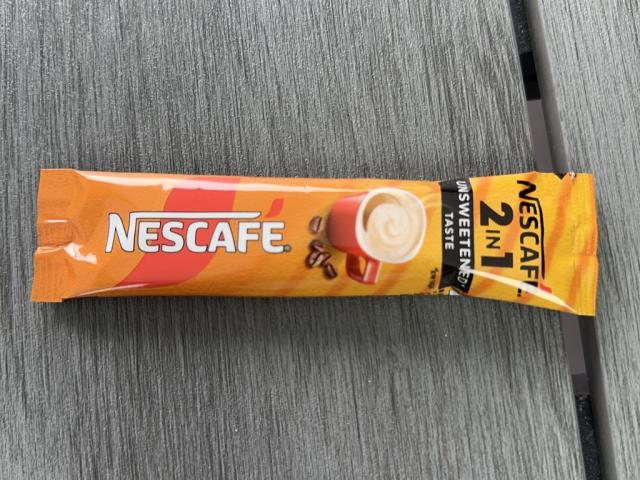 NESCAFÉ
UNSWEETENED
TASTE
NESCAFÉ
2 IN 1